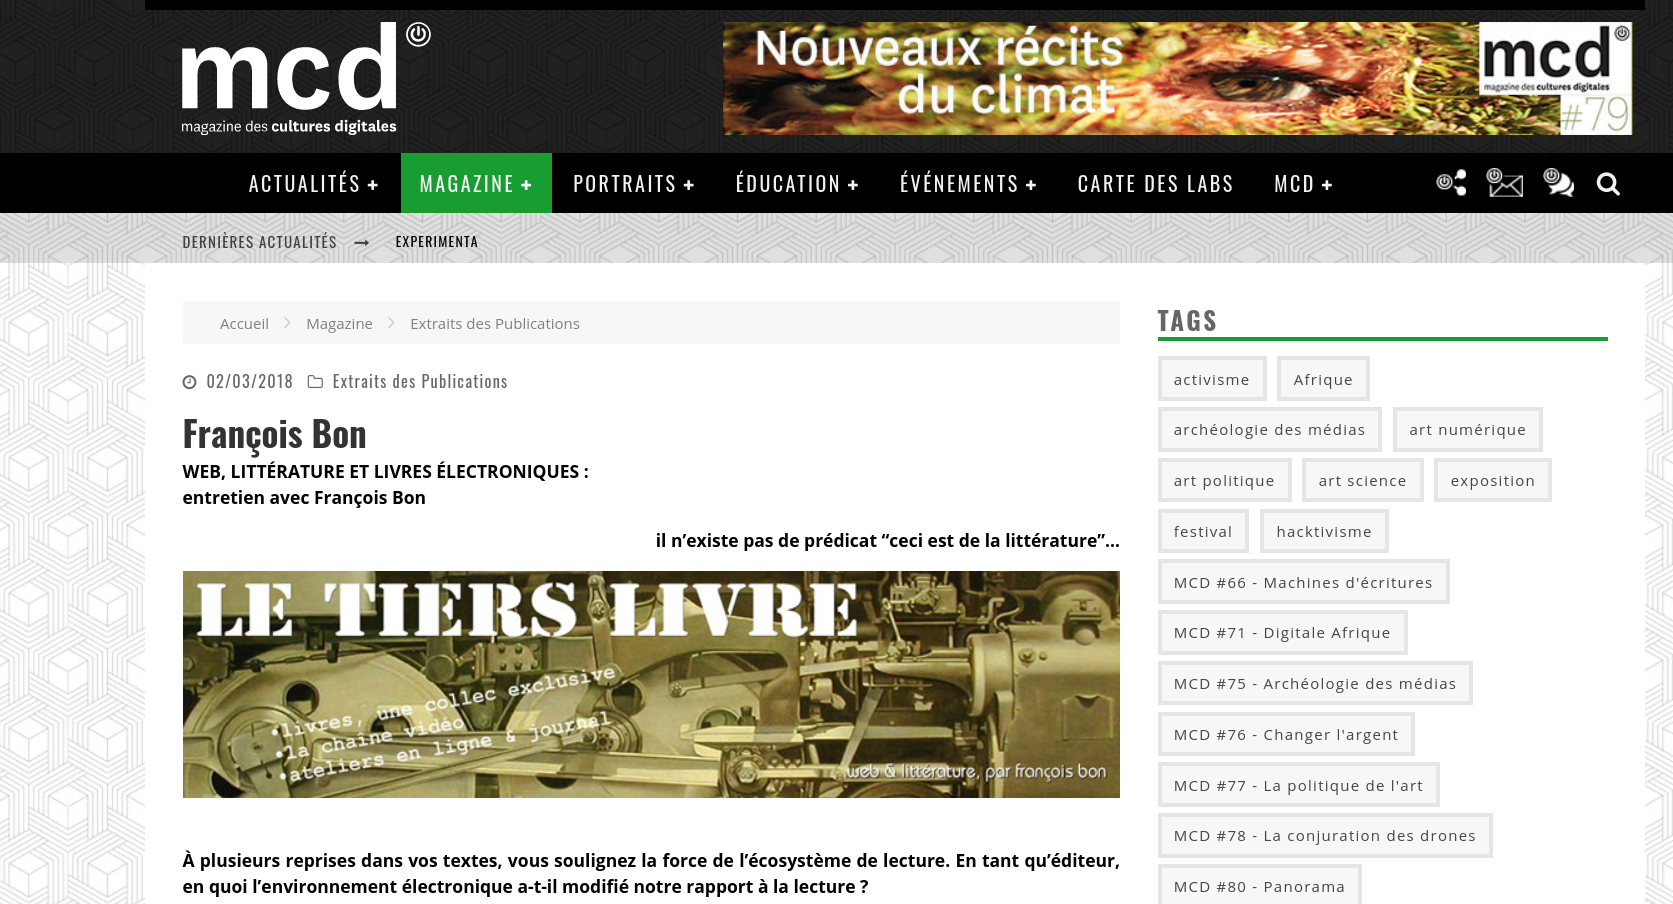 mcd
magazine des cultures digitales
Nouveaux récits
du climat
mcd
magazine des cultures digitales
#79
ACTUALITÉS + MAGAZINE + PORTRAITS + ÉDUCATION + ÉVÉNEMENTS + CARTE DES LABS MCD +
DERNIÈRES ACTUALITÉS → EXPERIMENTA
Accueil > Magazine > Extraits des Publications
02/03/2018 Extraits des Publications
François Bon
WEB, LITTÉRATURE ET LIVRES ÉLECTRONIQUES :
entretien avec François Bon
il n’existe pas de prédicat “ceci est de la littérature”…
LE TIERS LIVRE
•livres, une collec exclusive
•la chaîne vidéo
•ateliers en ligne & journal
web & littérature, par françois bon
À plusieurs reprises dans vos textes, vous soulignez la force de l’écosystème de lecture. En tant qu’éditeur,
en quoi l’environnement électronique a-t-il modifié notre rapport à la lecture ?
TAGS
activisme Afrique
archéologie des médias art numérique
art politique art science exposition
festival hacktivisme
MCD #66 - Machines d'écritures
MCD #71 - Digitale Afrique
MCD #75 - Archéologie des médias
MCD #76 - Changer l'argent
MCD #77 - La politique de l'art
MCD #78 - La conjuration des drones
MCD #80 - Panorama